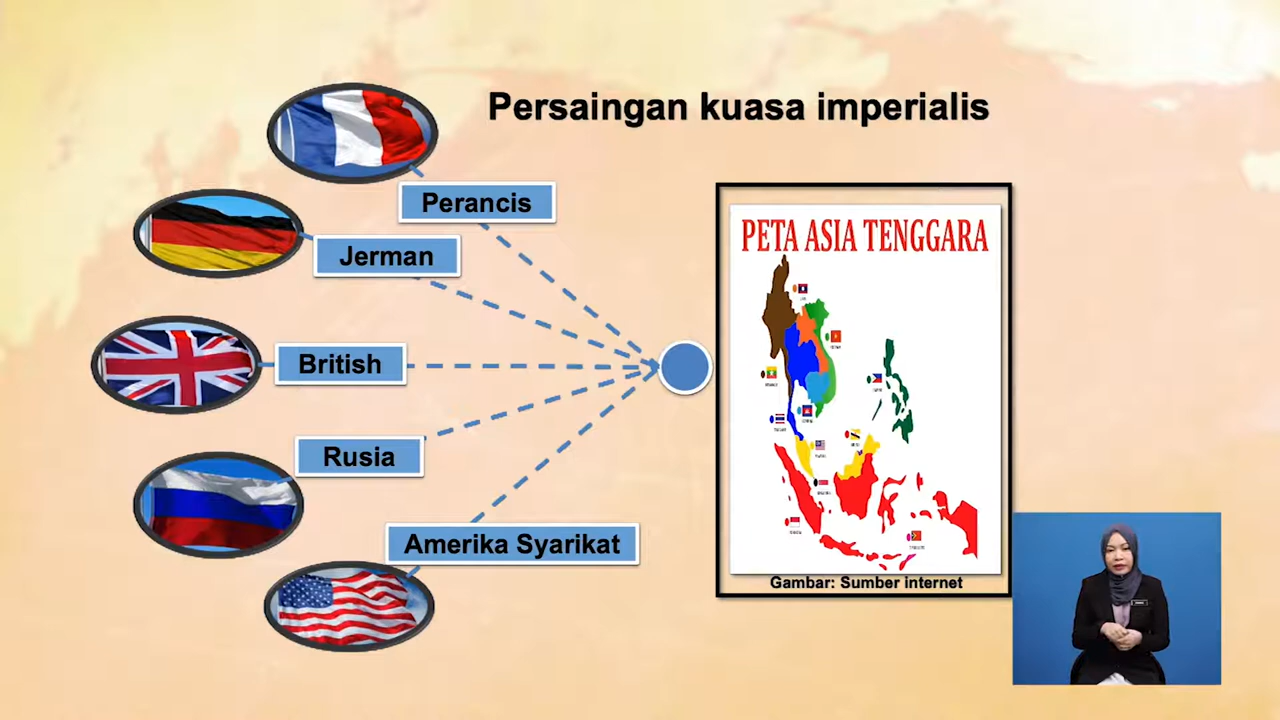 Persaingan kuasa imperialis
Perancis
Jerman
British
Rusia
Amerika Syarikat
PETA ASIA TENGGARA
Gambar: Sumber internet